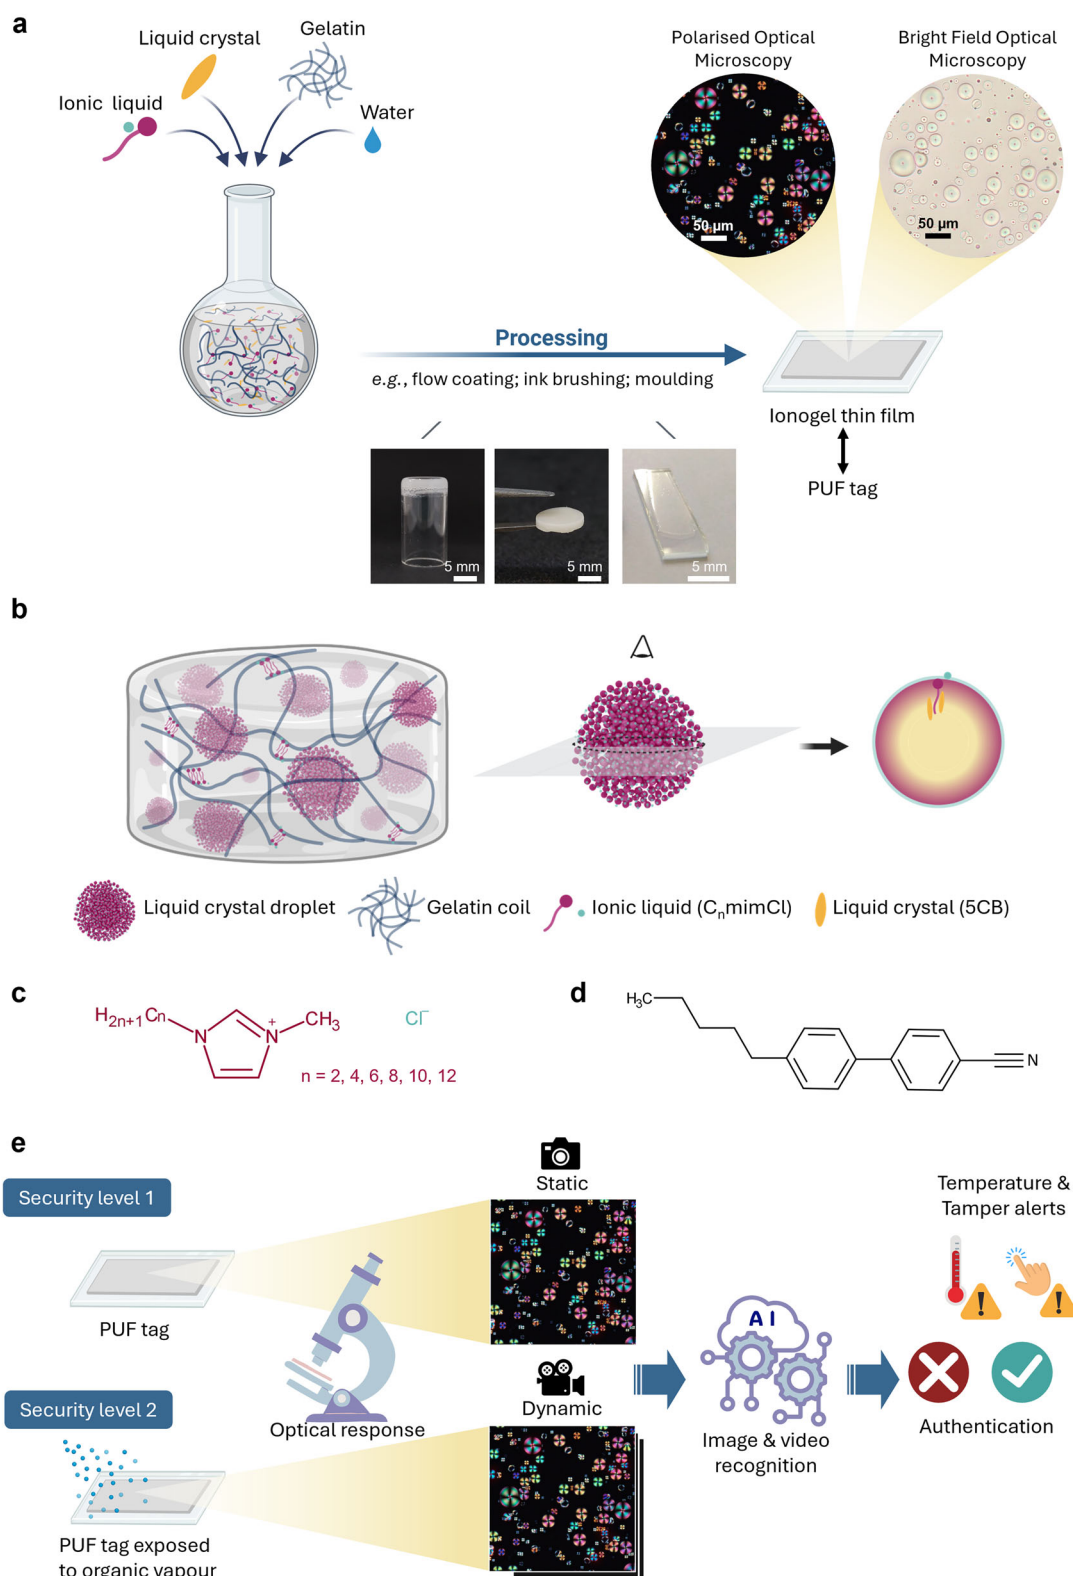 a
Liquid crystal
Gelatin
Ionic liquid
Water
Polarised Optical
Microscopy
Bright Field Optical
Microscopy
50 µm
50 µm
Processing
e.g., flow coating; ink brushing; moulding
Ionogel thin film
PUF tag
5 mm
5 mm
5 mm
b
Liquid crystal droplet
Gelatin coil
Ionic liquid (CnmimCl)
Liquid crystal (5CB)
c
H2n+1Cn
N
N
+
CH3
Cl−
n = 2, 4, 6, 8, 10, 12
d
H3C
N
e
Security level 1
PUF tag
Static
Temperature &
Tamper alerts
AI
Optical response
Security level 2
Dynamic
Image & video
recognition
Authentication
PUF tag exposed
to organic vapour